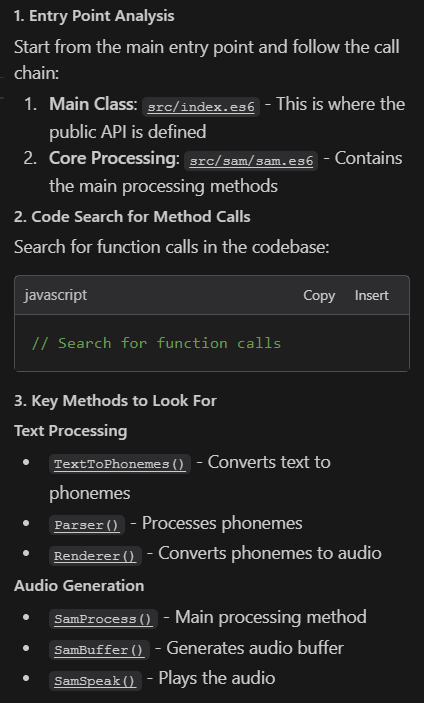 1. Entry Point Analysis
Start from the main entry point and follow the call
chain:
1. Main Class: src/index.es6 - This is where the
public API is defined
2. Core Processing: src/sam/sam.es6 - Contains
the main processing methods
2. Code Search for Method Calls
Search for function calls in the codebase:
javascript Copy Insert
// Search for function calls
3. Key Methods to Look For
Text Processing
• TextToPhonemes() - Converts text to
phonemes
• Parser() - Processes phonemes
• Renderer() - Converts phonemes to audio
Audio Generation
• SamProcess() - Main processing method
• SamBuffer() - Generates audio buffer
• SamSpeak() - Plays the audio